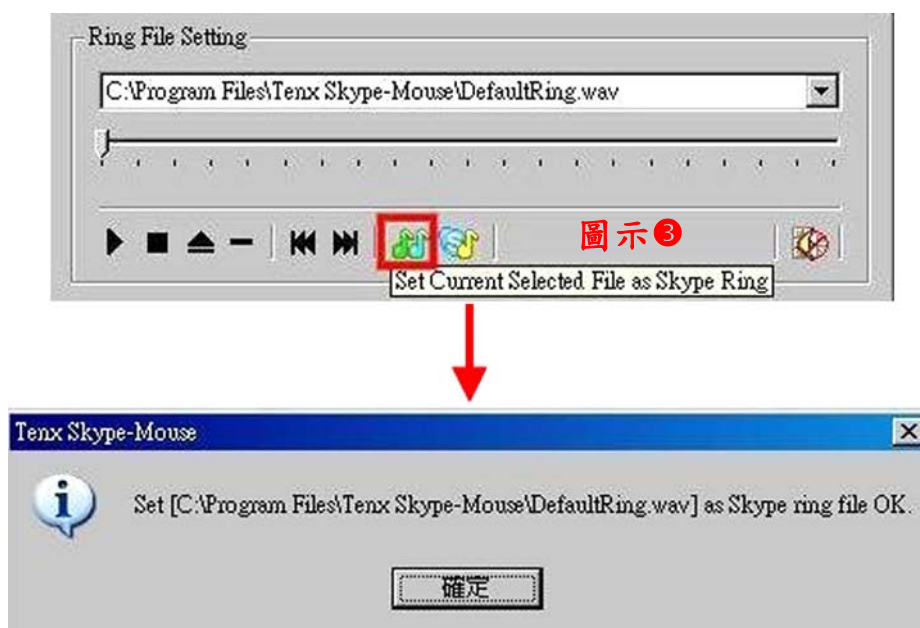 Ring File Setting
C:\Program Files\Tenx Skype-Mouse\DefaultRing.wav
圖示❸
Set Current Selected File as Skype Ring
Tenx Skype-Mouse
Set [C:\Program Files\Tenx Skype-Mouse\DefaultRing.wav] as Skype ring file OK.
確定